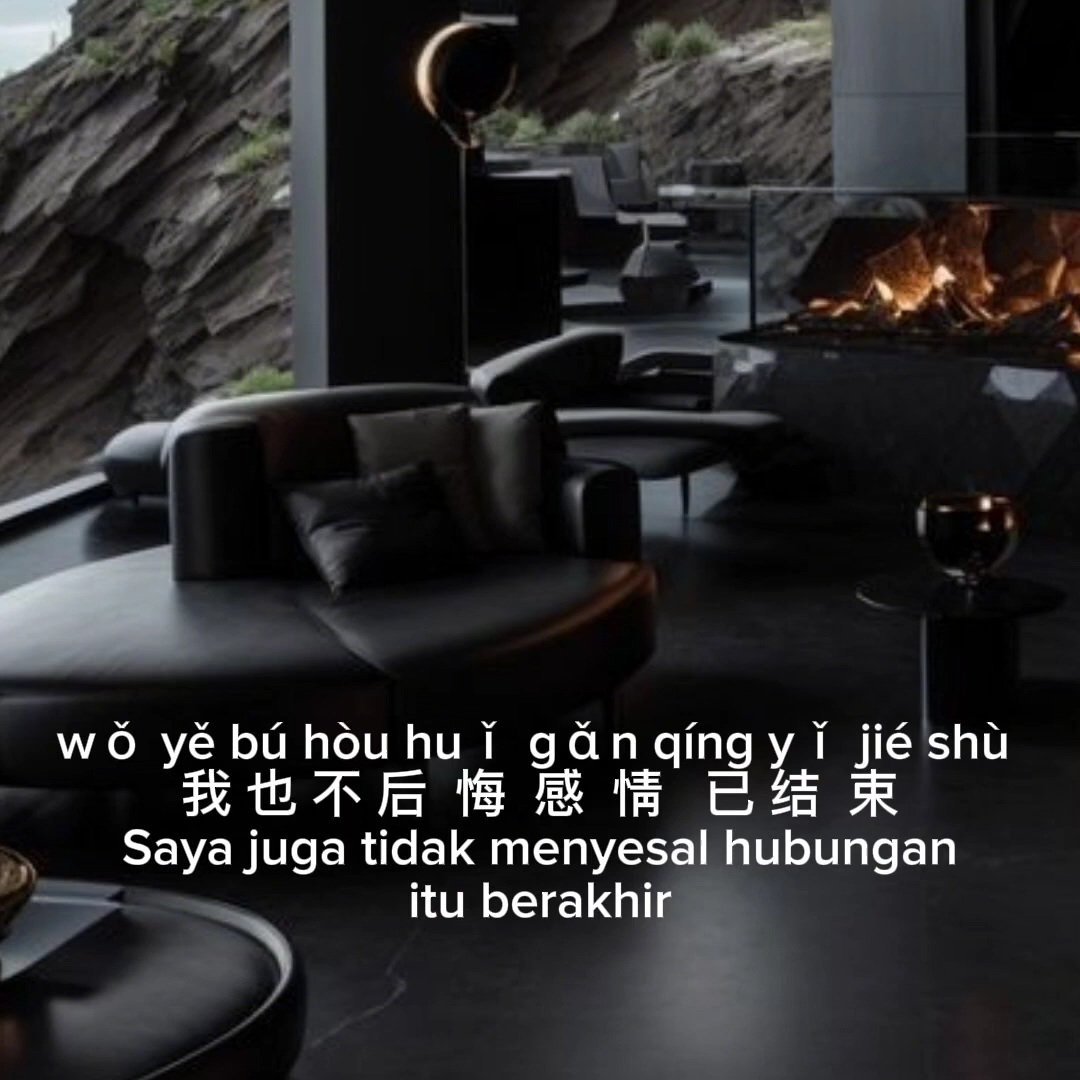 wǒ yě bú hòu huǐ gǎn qíng yǐ jié shù
我也不后悔感情已结束
Saya juga tidak menyesal hubungan
itu berakhir